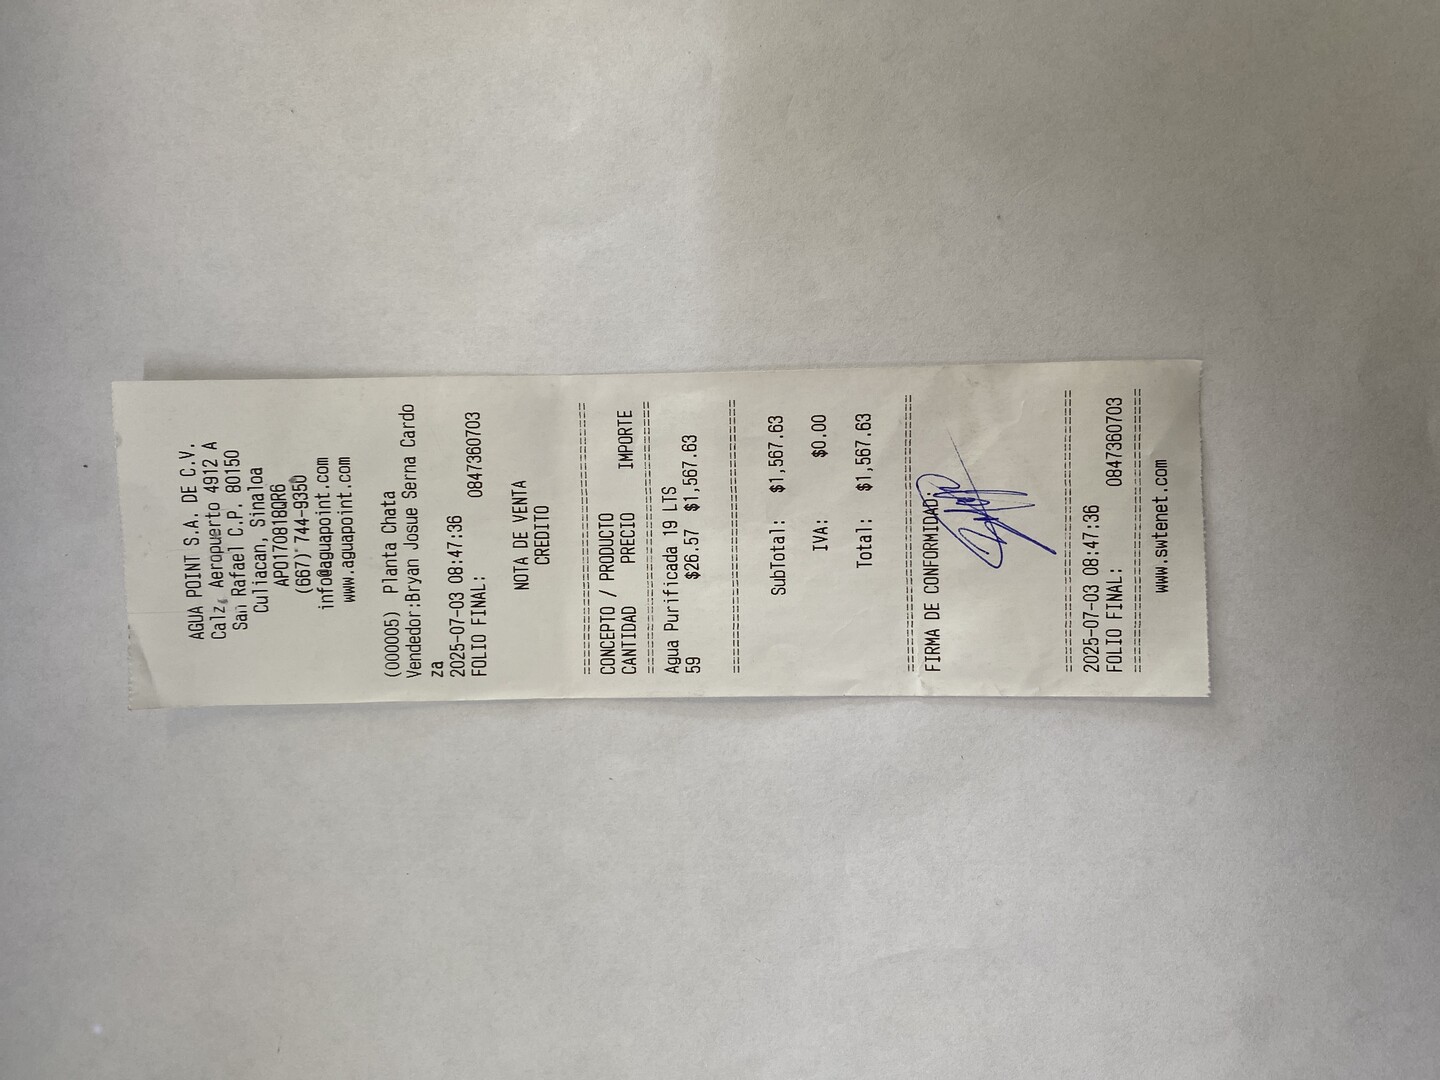 AGUA POINT S.A. DE C.V.
Calz. Aeropuerto 4912 A
San Rafael C.P. 80150
Culiacan, Sinaloa
APO170818QR6
(667) 744-9350
info@aguapoint.com
www.aguapoint.com
(000005) Planta Chata
Vendedor:Bryan Josue Serna Cardo
za
2025-07-03 08:47:36
FOLIO FINAL: 0847360703
NOTA DE VENTA
CREDITO
================================
CONCEPTO / PRODUCTO
CANTIDAD PRECIO IMPORTE
================================
Agua Purificada 19 LTS
59 $26.57 $1,567.63
================================
SubTotal: $1,567.63
IVA: $0.00
Total: $1,567.63
================================
FIRMA DE CONFORMIDAD:
================================
2025-07-03 08:47:36
FOLIO FINAL: 0847360703
================================
www.swtenet.com